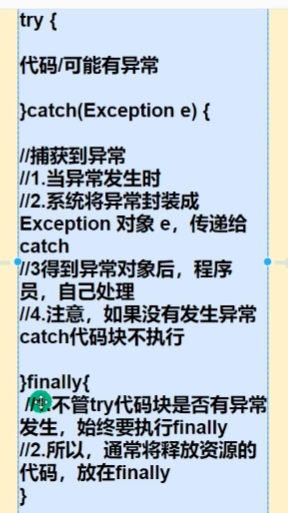 try {
代码/可能有异常
}catch(Exception e) {
//捕获到异常
//1.当异常发生时
//2.系统将异常封装成
Exception 对象 e，传递给
catch
//3得到异常对象后，程序
员，自己处理
//4.注意，如果没有发生异常
catch代码块不执行
}finally{
//1.不管try代码块是否有异常
发生，始终要执行finally
//2.所以，通常将释放资源的
代码，放在finally
}